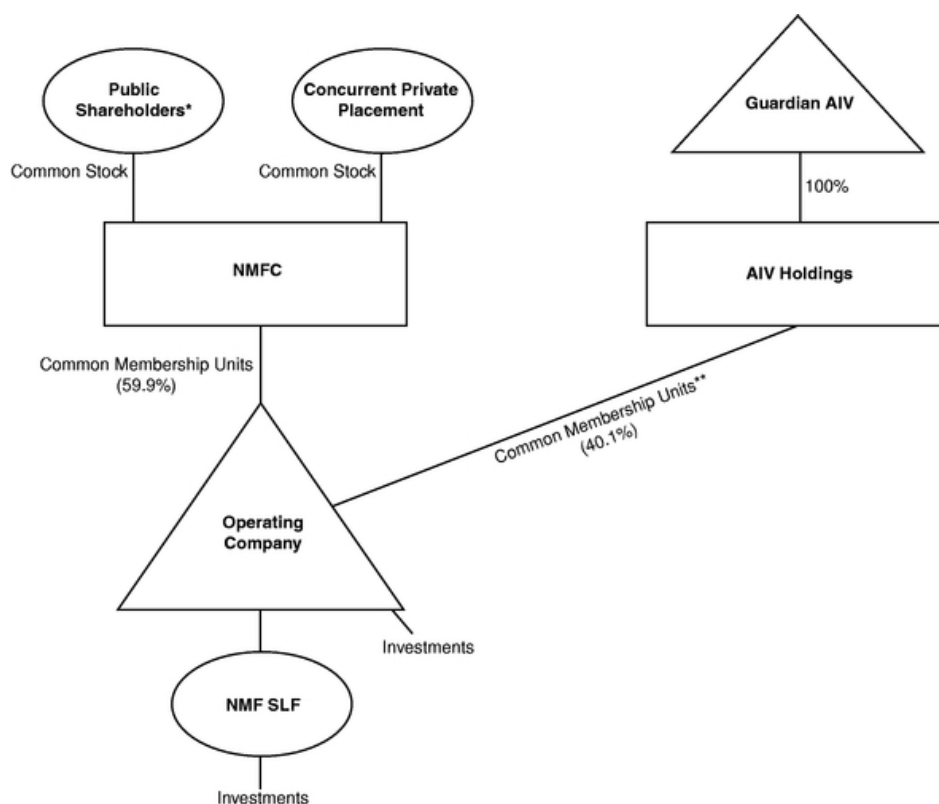 Public
Shareholders*
Concurrent Private
Placement
Guardian AIV
Common Stock
Common Stock
100%
NMFC
AIV Holdings
Common Membership Units
(59.9%)
Common Membership Units**
(40.1%)
Operating
Company
Investments
NMF SLF
Investments